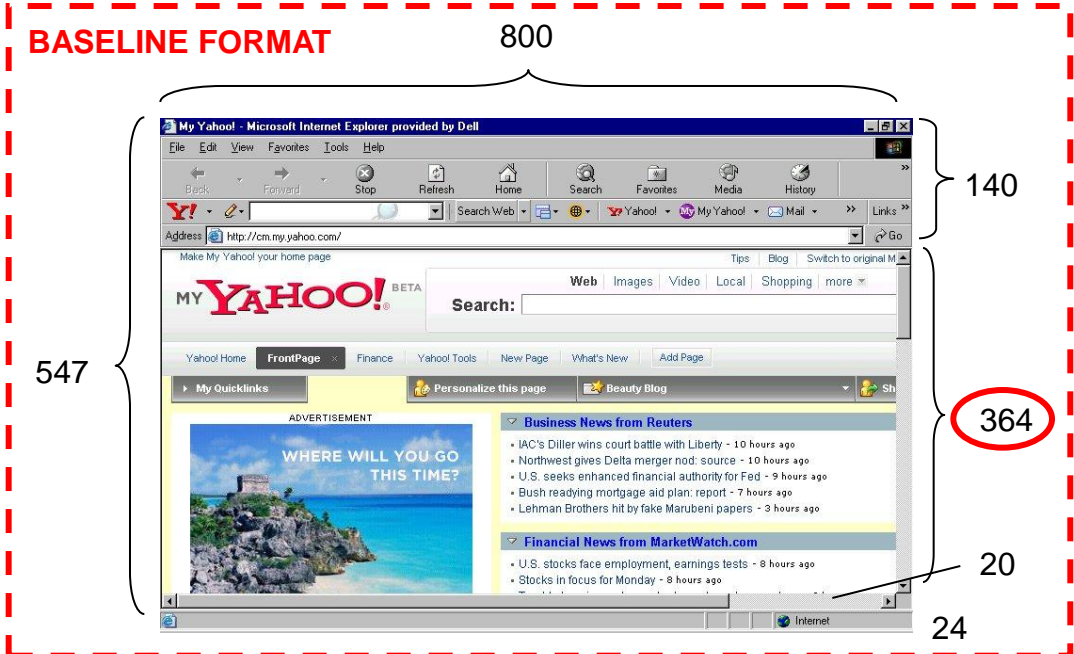 BASELINE FORMAT
800
My Yahoo! - Microsoft Internet Explorer provided by Dell
File Edit View Favorites Tools Help
Back Forward Stop Refresh Home Search Favorites Media History »
Y! Search Web Yahoo! My Yahoo! Mail » Links »
Address http://cm.my.yahoo.com/ Go
140
Make My Yahoo! your home page Tips Blog Switch to original M
Web Images Video Local Shopping more
MY YAHOO! BETA
Search:
Yahoo! Home FrontPage × Finance Yahoo! Tools New Page What's New Add Page
547
My Quicklinks Personalize this page Beauty Blog Sh
364
ADVERTISEMENT
WHERE WILL YOU GO
THIS TIME?
Business News from Reuters
IAC's Diller wins court battle with Liberty - 10 hours ago
Northwest gives Delta merger nod: source - 10 hours ago
U.S. seeks enhanced financial authority for Fed - 9 hours ago
Bush readying mortgage aid plan: report - 7 hours ago
Lehman Brothers hit by fake Marubeni papers - 3 hours ago
Financial News from MarketWatch.com
U.S. stocks face employment, earnings tests - 8 hours ago
Stocks in focus for Monday - 8 hours ago
20
Internet
24